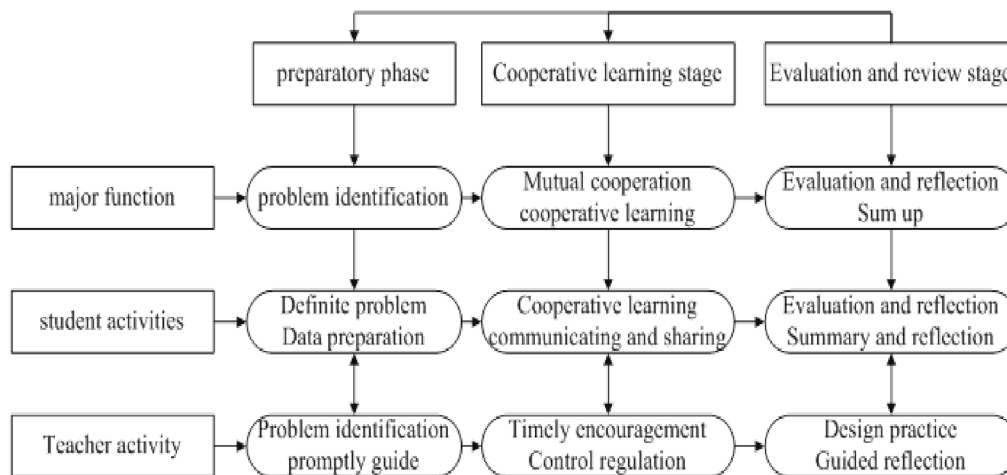 preparatory phase
Cooperative learning stage
Evaluation and review stage
major function
problem identification
Mutual cooperation
cooperative learning
Evaluation and reflection
Sum up
student activities
Definite problem
Data preparation
Cooperative learning
communicating and sharing
Evaluation and reflection
Summary and reflection
Teacher activity
Problem identification
promptly guide
Timely encouragement
Control regulation
Design practice
Guided reflection